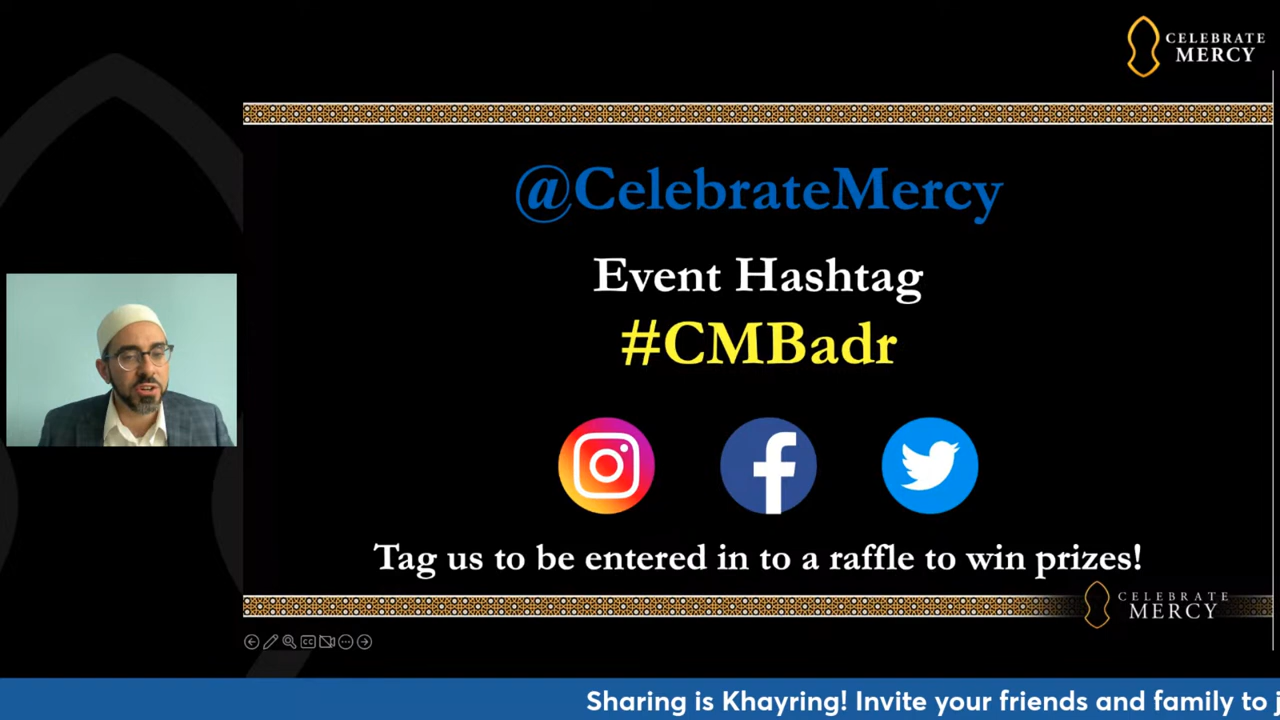 CELEBRATE
MERCY
@CelebrateMercy
Event Hashtag
#CMBadr
Tag us to be entered in to a raffle to win prizes!
CELEBRATE
MERCY
CC
Sharing is Khayring! Invite your friends and family to j